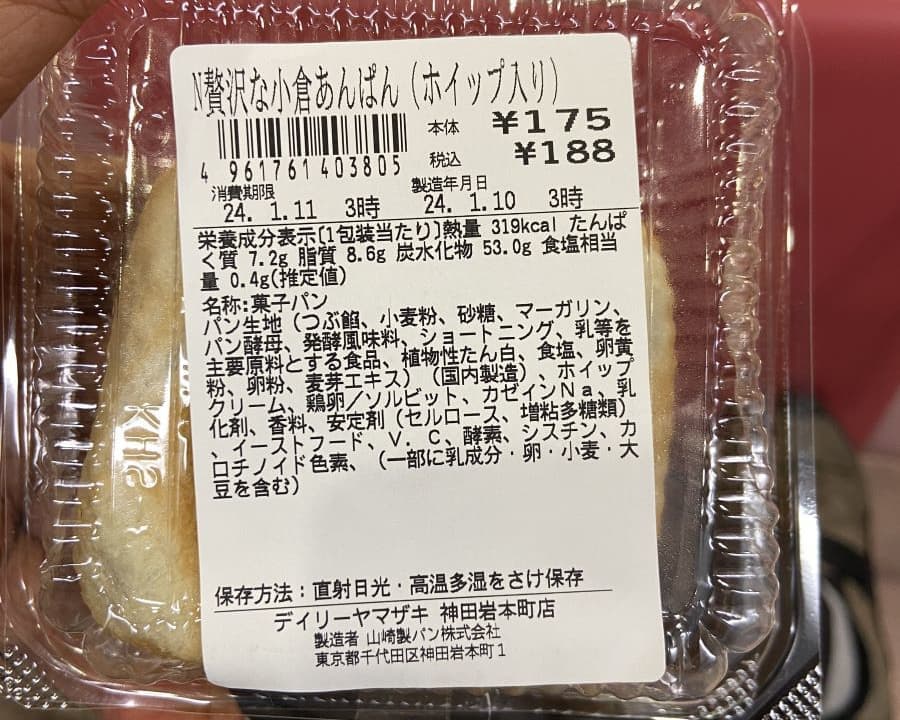 N贅沢な小倉あんぱん(ホイップ入り)
本体 ¥175
4 961761 403805 税込 ¥188
消費期限 製造年月日
24. 1.11 3時 24. 1.10 3時
栄養成分表示[1包装当たり]熱量 319kcal たんぱ
く質 7.2g 脂質 8.6g 炭水化物 53.0g 食塩相当
量 0.4g(推定値)
名称:菓子パン
パン生地(つぶ餡、小麦粉、砂糖、マーガリン、
パン酵母、発酵風味料、ショートニング、乳等を
主要原料とする食品、植物性たん白、食塩、卵黄
粉、卵粉、麦芽エキス)(国内製造)、ホイップ
クリーム、鶏卵/ソルビット、カゼインNa、乳
化剤、香料、安定剤(セルロース、増粘多糖類)
、イーストフード、V.C、酵素、シスチン、カ
ロチノイド色素、(一部に乳成分・卵・小麦・大
豆を含む)
保存方法:直射日光・高温多湿をさけ保存
デイリーヤマザキ 神田岩本町店
製造者 山崎製パン株式会社
東京都千代田区神田岩本町1
KH2